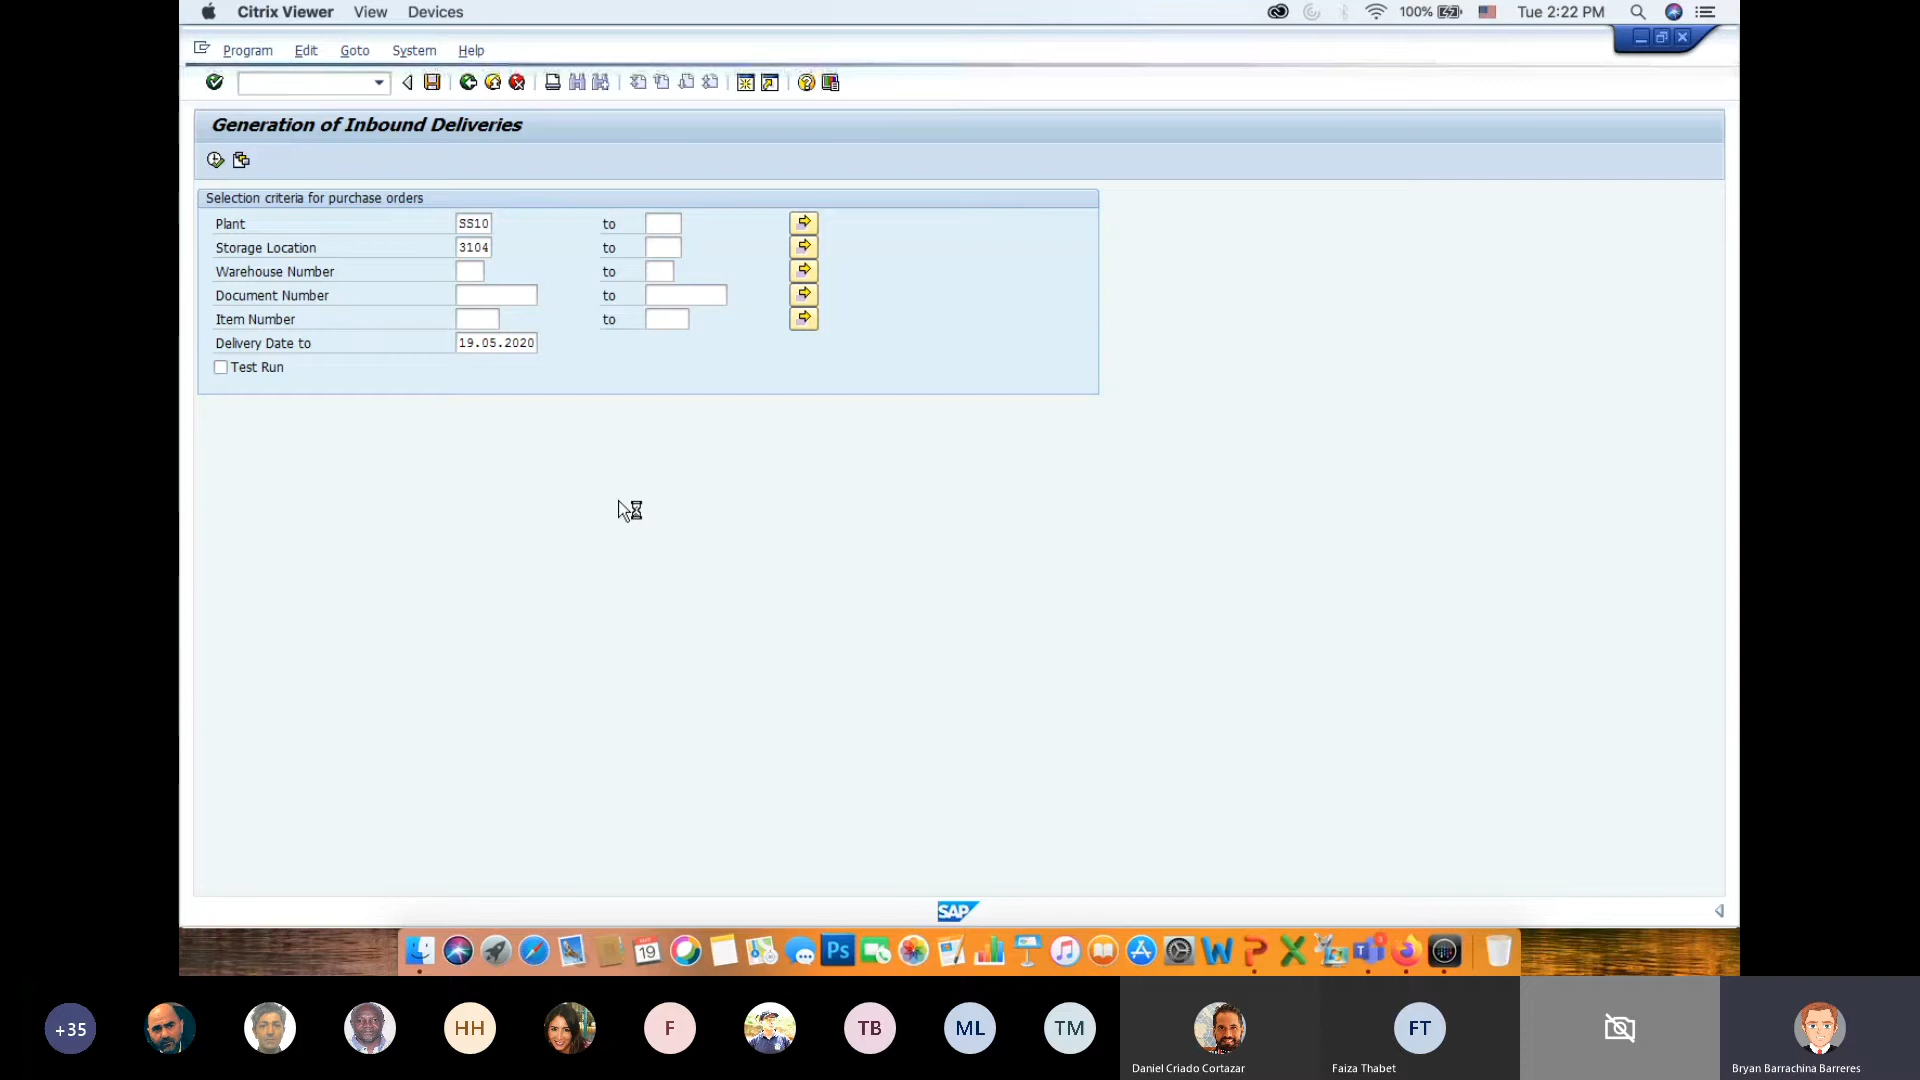 Citrix Viewer View Devices 100% Tue 2:22 PM
Program Edit Goto System Help
Generation of Inbound Deliveries
Selection criteria for purchase orders
Plant SS10 to
Storage Location 3104 to
Warehouse Number to
Document Number to
Item Number to
Delivery Date to 19.05.2020
Test Run
SAP
19 Ps W P X
+35 HH F TB ML TM FT
Daniel Criado Cortazar Faiza Thabet Bryan Barrachina Barreres